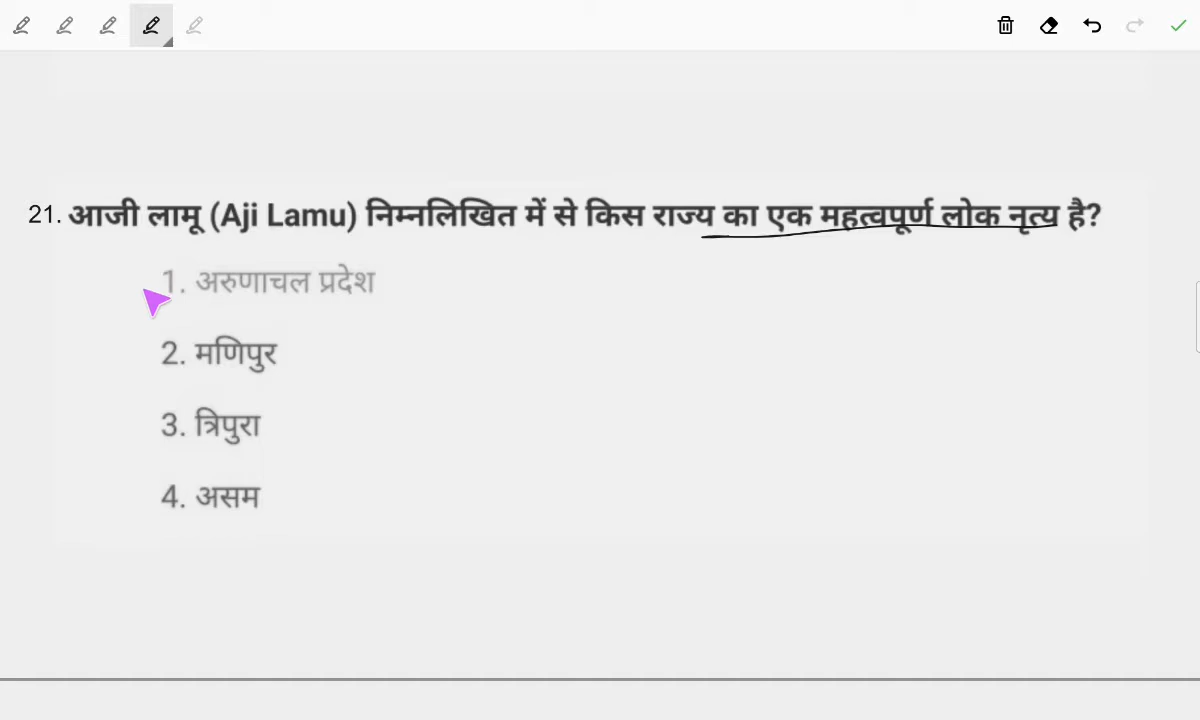 21. आजी लामू (Aji Lamu) निम्नलिखित में से किस राज्य का एक महत्वपूर्ण लोक नृत्य है?
1. अरुणाचल प्रदेश
2. मणिपुर
3. त्रिपुरा
4. असम